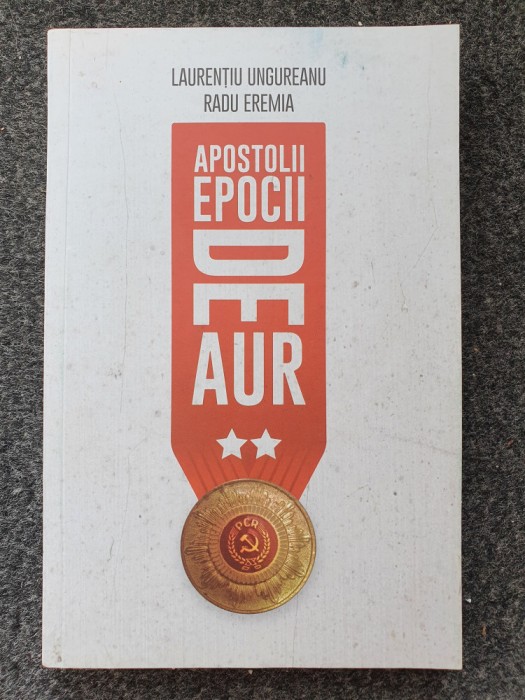 LAURENȚIU UNGUREANU
RADU EREMIA
APOSTOLII
EPOCII
DE
AUR
PCR